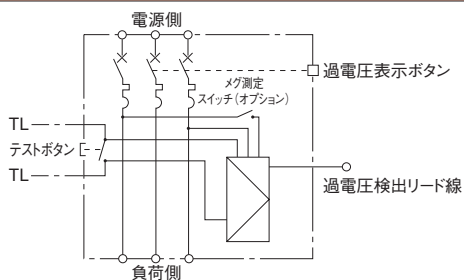 電源側
過電圧表示ボタン
メグ測定
スイッチ（オプション）
TL
テストボタン
TL
過電圧検出リード線
負荷側